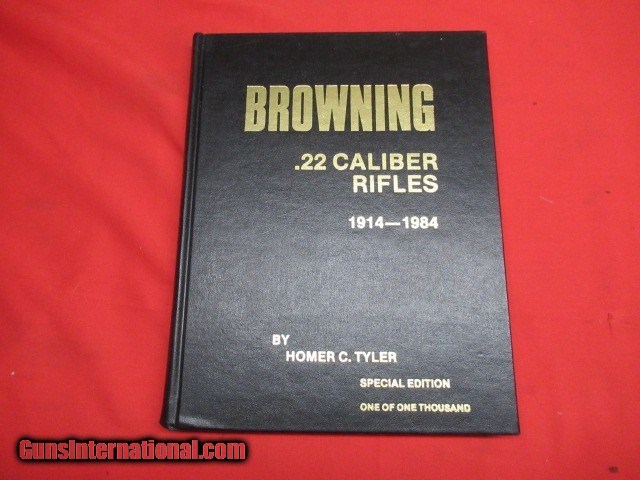 BROWNING
.22 CALIBER
RIFLES
1914—1984
BY
HOMER C. TYLER
SPECIAL EDITION
ONE OF ONE THOUSAND
GunsInternational.com